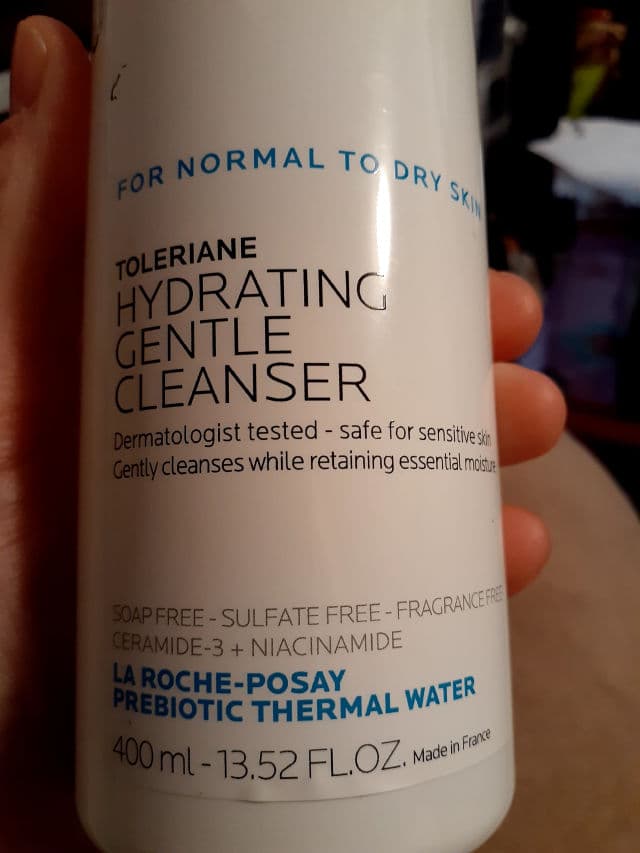 FOR NORMAL TO DRY SKIN
TOLERIANE
HYDRATING
GENTLE
CLEANSER
Dermatologist tested - safe for sensitive skin
Gently cleanses while retaining essential moisture
SOAP FREE - SULFATE FREE - FRAGRANCE FREE
CERAMIDE-3 + NIACINAMIDE
LA ROCHE-POSAY
PREBIOTIC THERMAL WATER
400 ml - 13.52 FL.OZ. Made in France